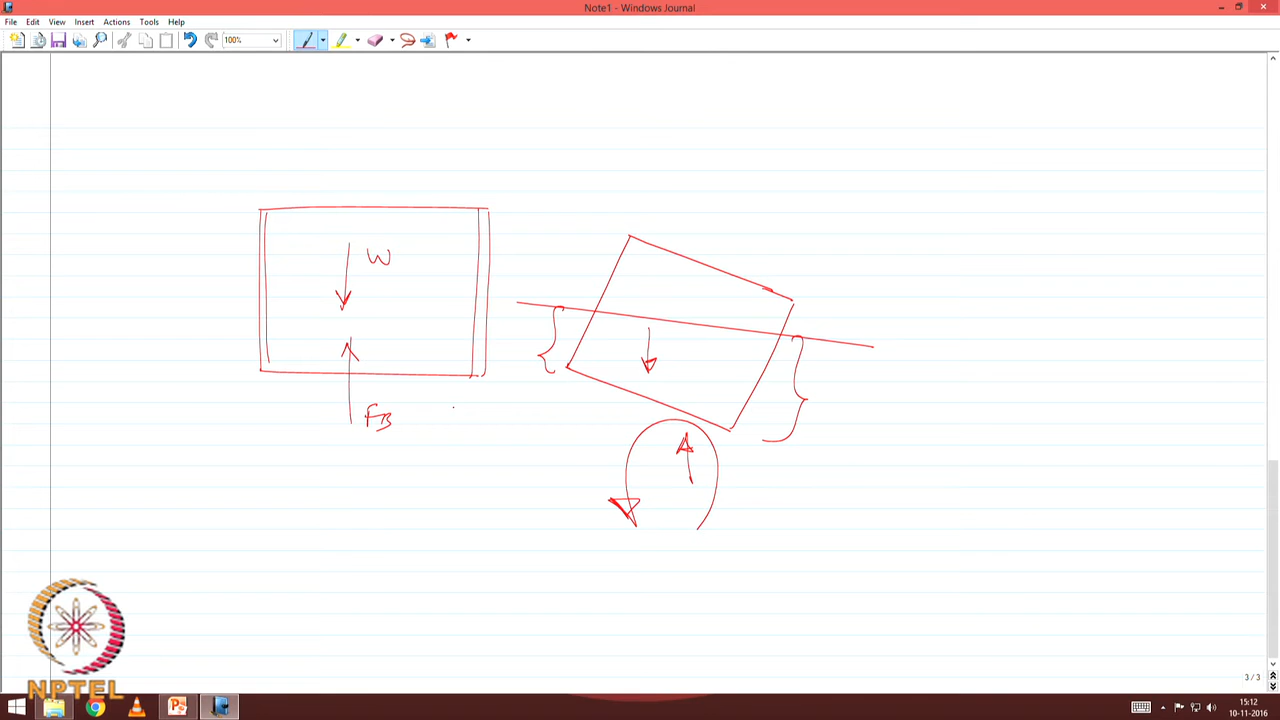 Note1 - Windows Journal
File Edit View Insert Actions Tools Help
100%
W
FB
3 / 3
NPTEL
15:12
10-11-2016